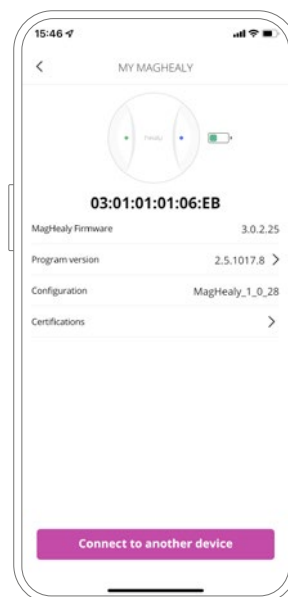 15:46
MY MAGHEALY
03:01:01:01:06:EB
MagHealy Firmware 3.0.2.25
Program version 2.5.1017.8
Configuration MagHealy_1_0_28
Certifications
Connect to another device